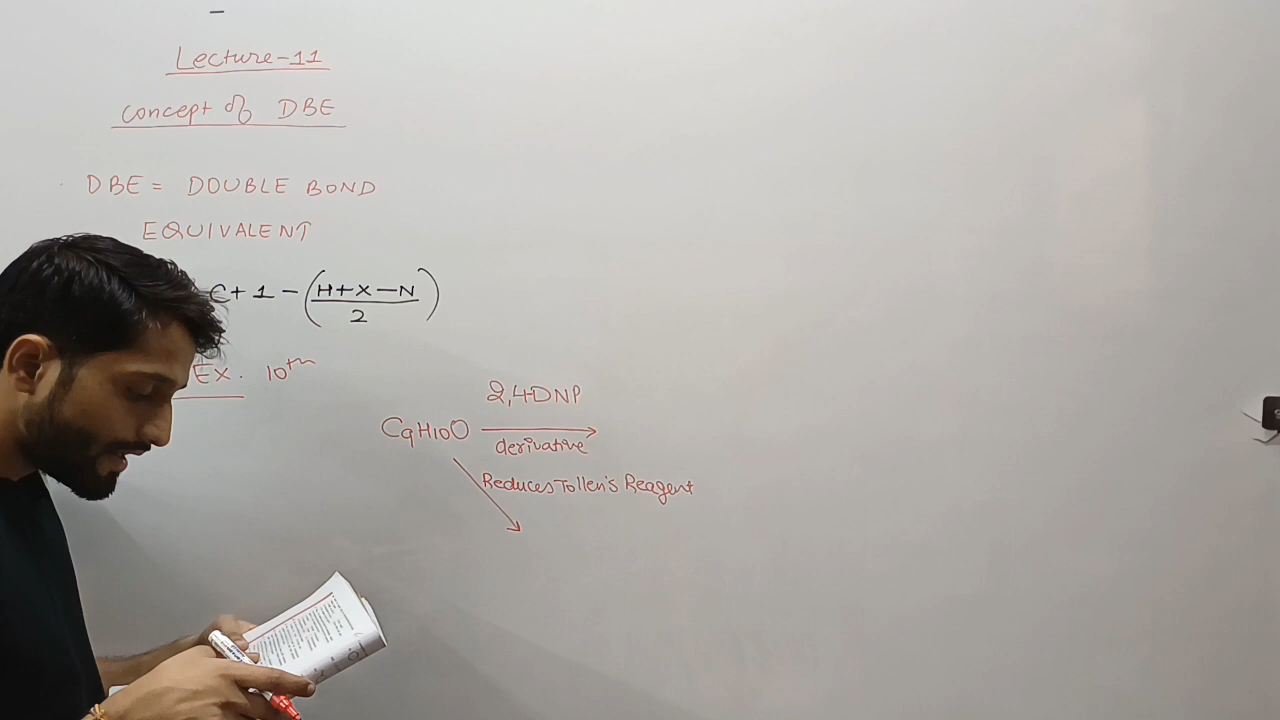 Lecture-11
concept of DBE
DBE = DOUBLE BOND
EQUIVALENT
C + 1 - (H+X-N / 2)
Ex. 10th
2,4DNP
C9H10O
derivative
Reduces Tollen's Reagent